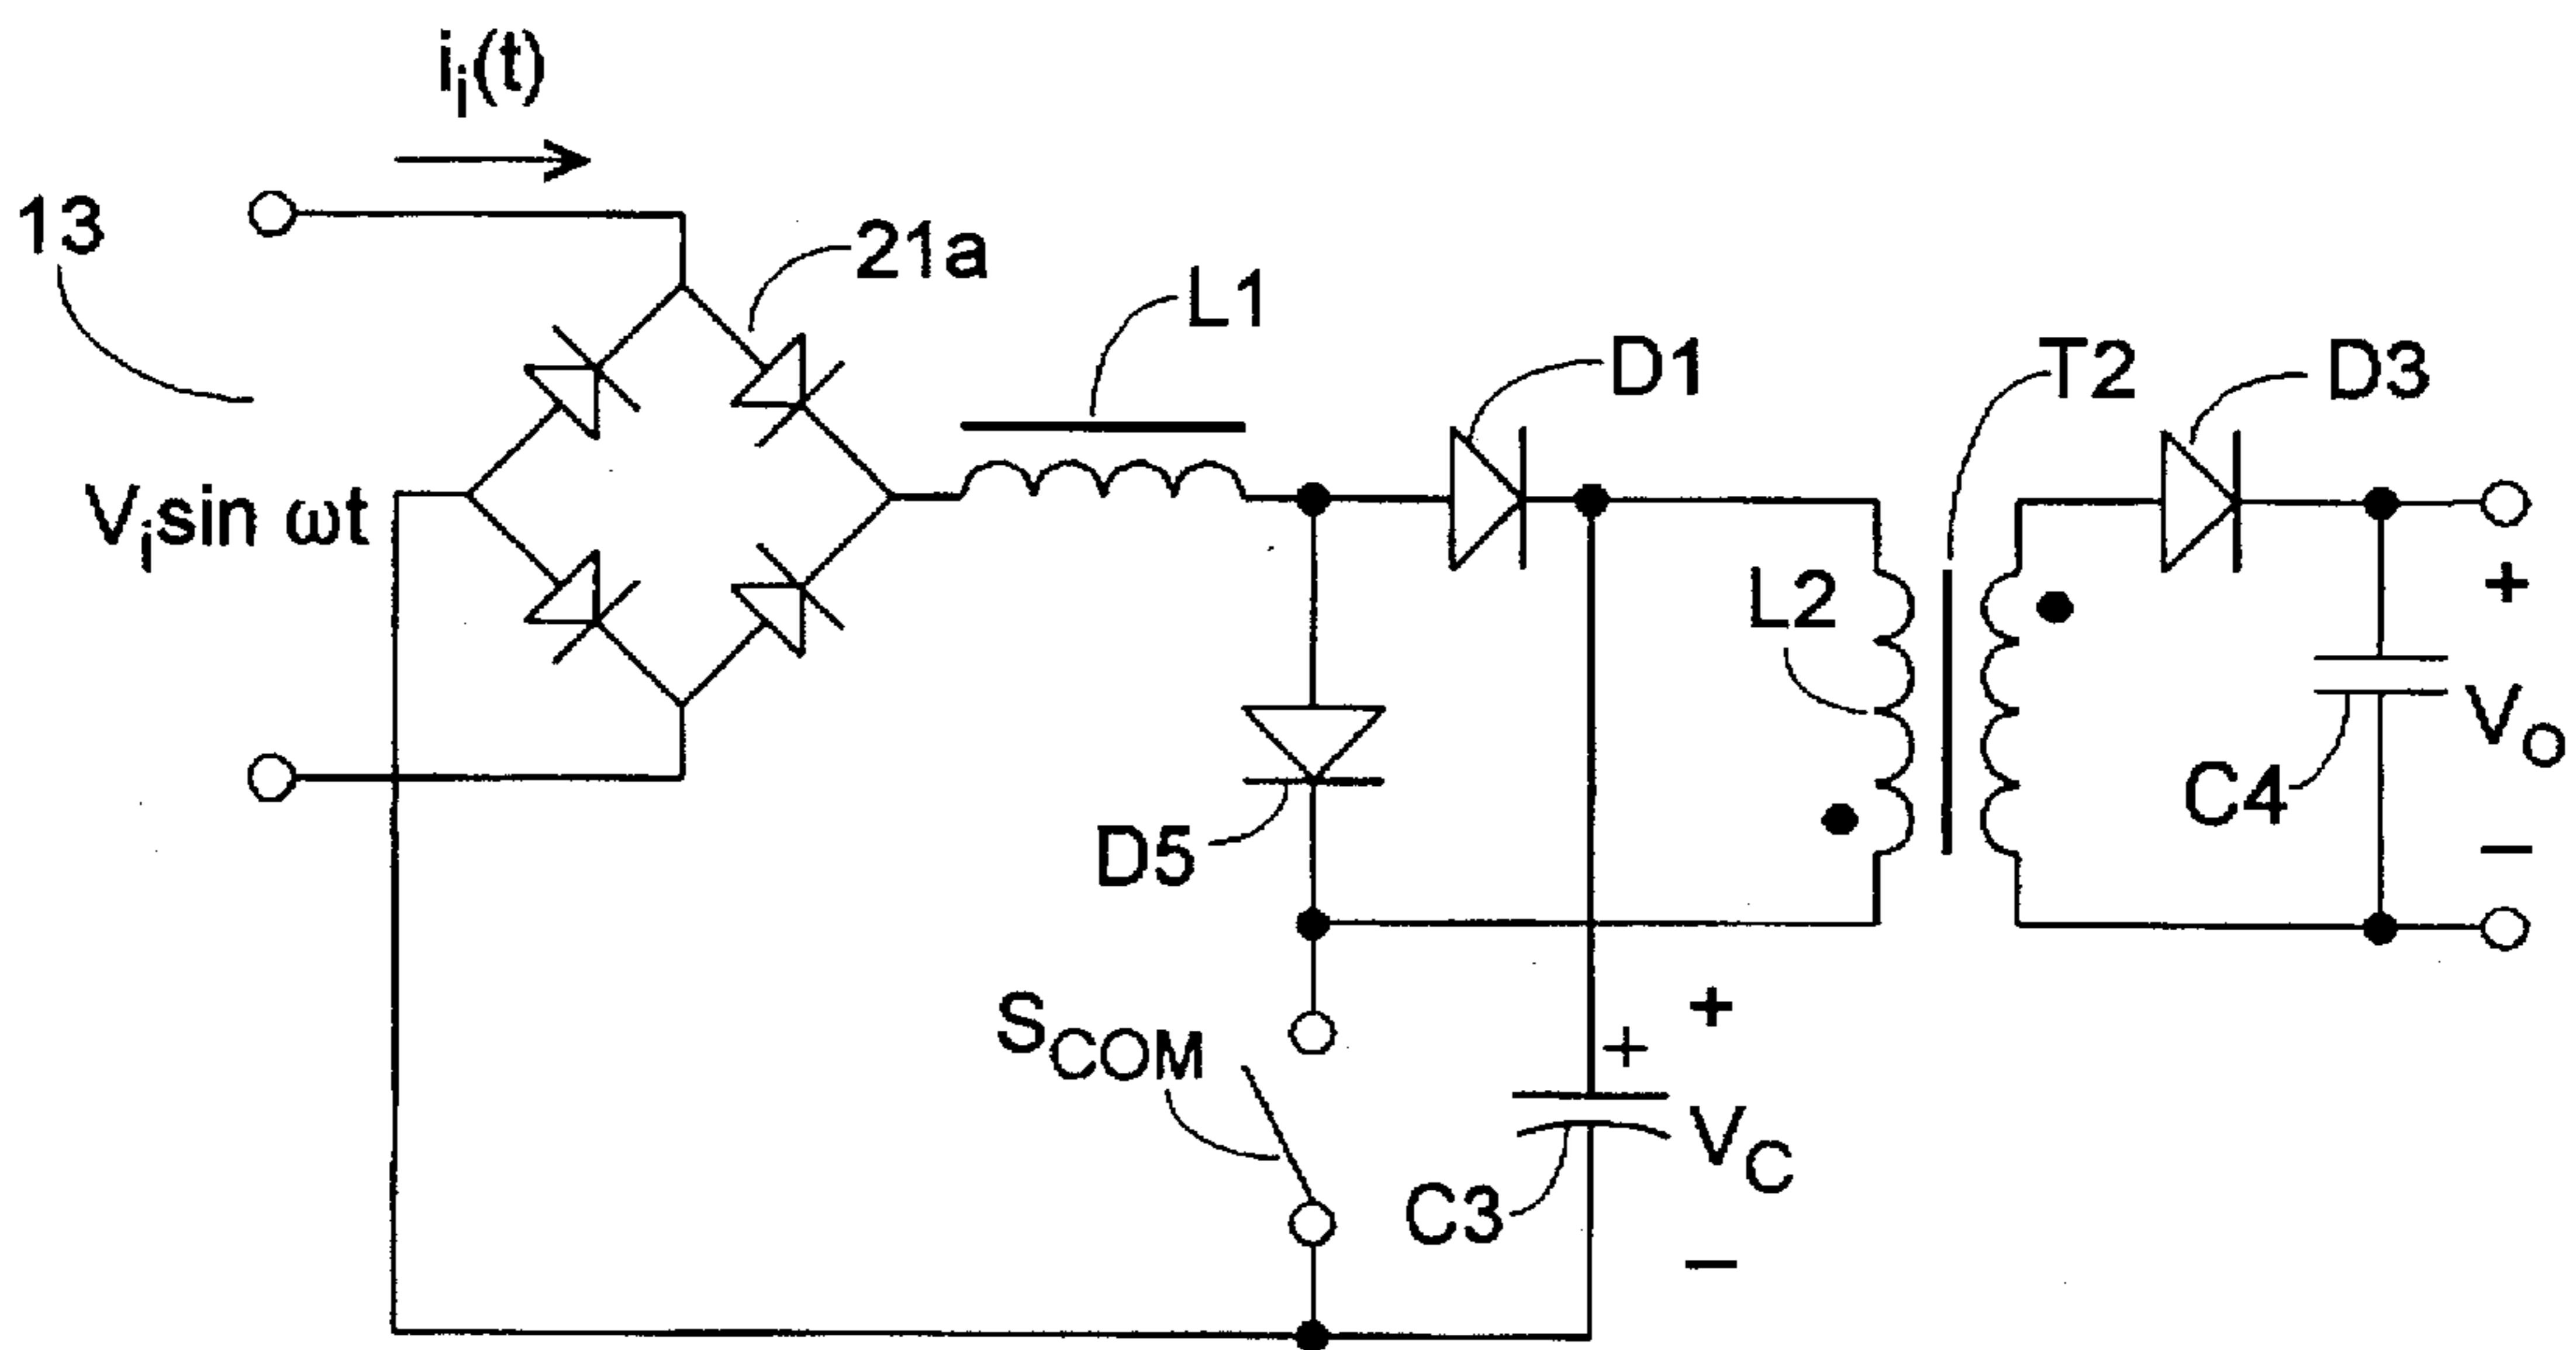 i_i(t)
13
21a
L1
D1
T2
D3
V_i sin ωt
L2
+
V_O
C4
−
D5
S_COM
+
+
V_C
C3
−